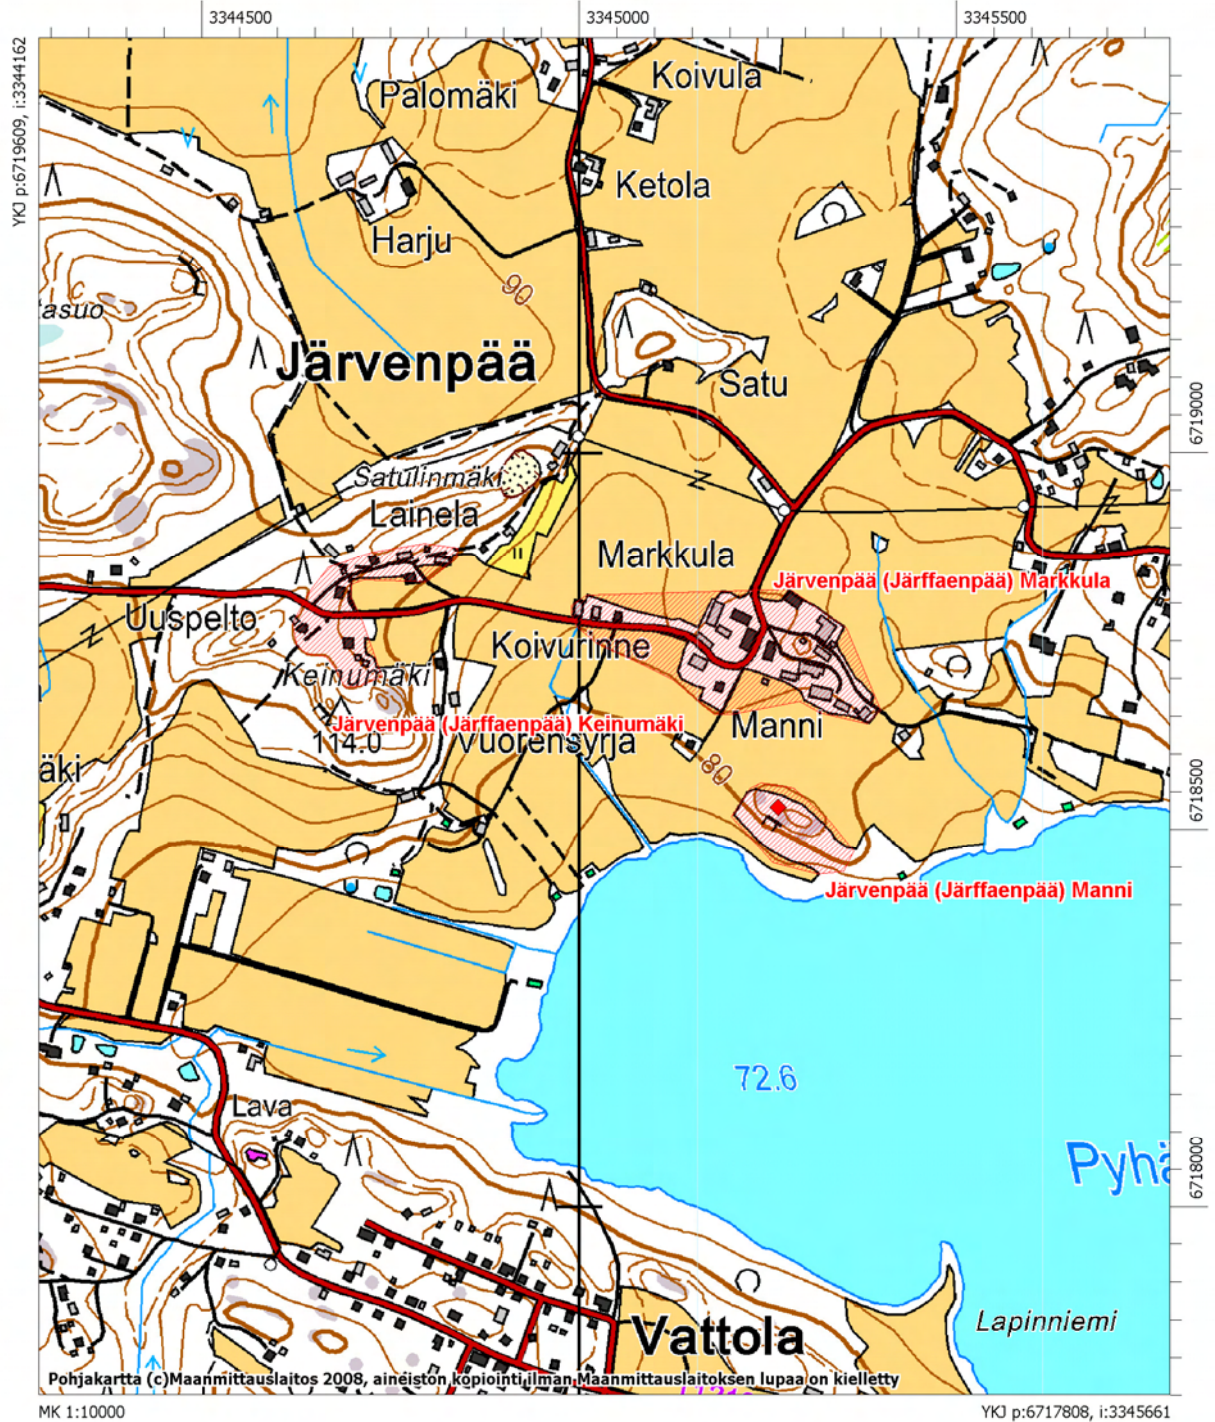 3344500
3345000
3345500
YKJ p:6719609, i:3344162
Palomäki
Koivula
Ketola
Harju
90
asuo
Järvenpää
Satu
6719000
Satulinmäki
Lainela
Markkula
Järvenpää (Järffaenpää) Markkula
Uuspelto
Koivurinne
Keinumäki
Järvenpää (Järffaenpää) Keinumäki
Manni
114.0
Vuorensyrjä
äki
80
6718500
Järvenpää (Järffaenpää) Manni
72.6
Lava
Pyhä
6718000
Lapinniemi
Vattola
Pohjakartta (c)Maanmittauslaitos 2008, aineiston kopiointi ilman Maanmittauslaitoksen lupaa on kielletty
MK 1:10000
YKJ p:6717808, i:3345661